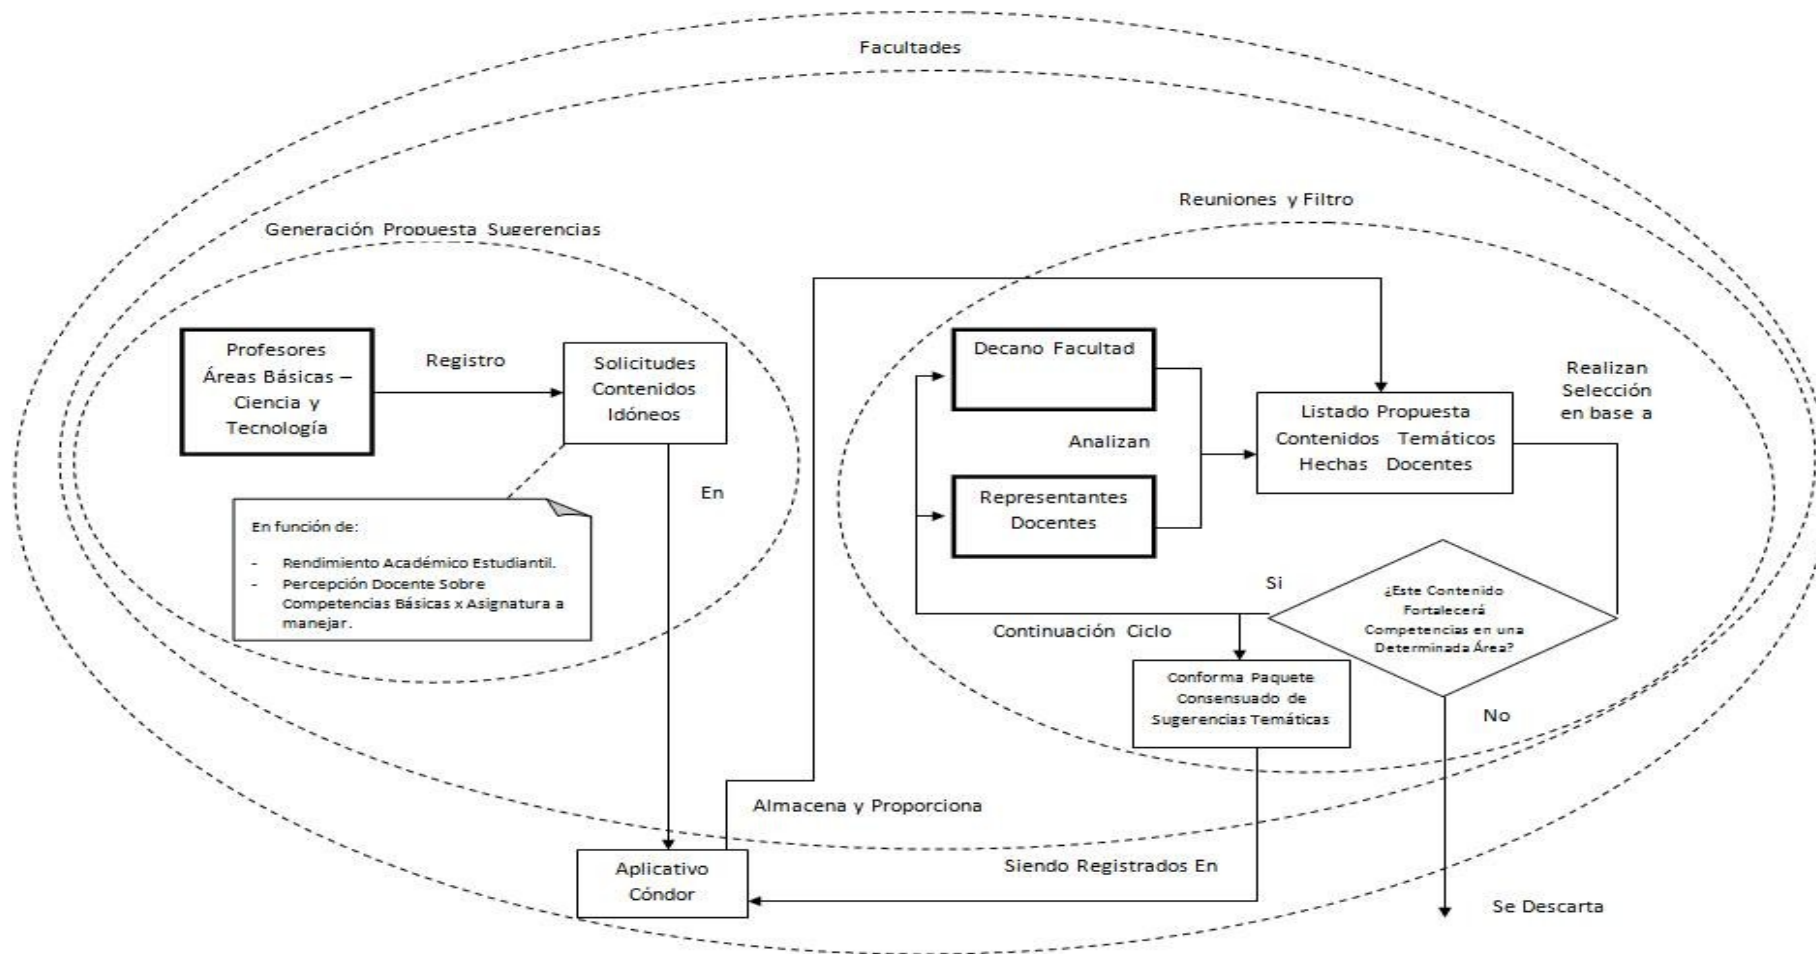 Facultades
Reuniones y Filtro
Generación Propuesta Sugerencias
Profesores
Áreas Básicas –
Ciencia y
Tecnología
Registro
Solicitudes
Contenidos
Idóneos
En
En función de:
- Rendimiento Académico Estudiantil.
- Percepción Docente Sobre
Competencias Básicas x Asignatura a
manejar.
Decano Facultad
Analizan
Representantes
Docentes
Listado Propuesta
Contenidos Temáticos
Hechas Docentes
Realizan
Selección
en base a
Si
¿Este Contenido
Fortalecerá
Competencias en una
Determinada Área?
Continuación Ciclo
Conforma Paquete
Consensuado de
Sugerencias Temáticas
No
Almacena y Proporciona
Siendo Registrados En
Aplicativo
Cóndor
Se Descarta